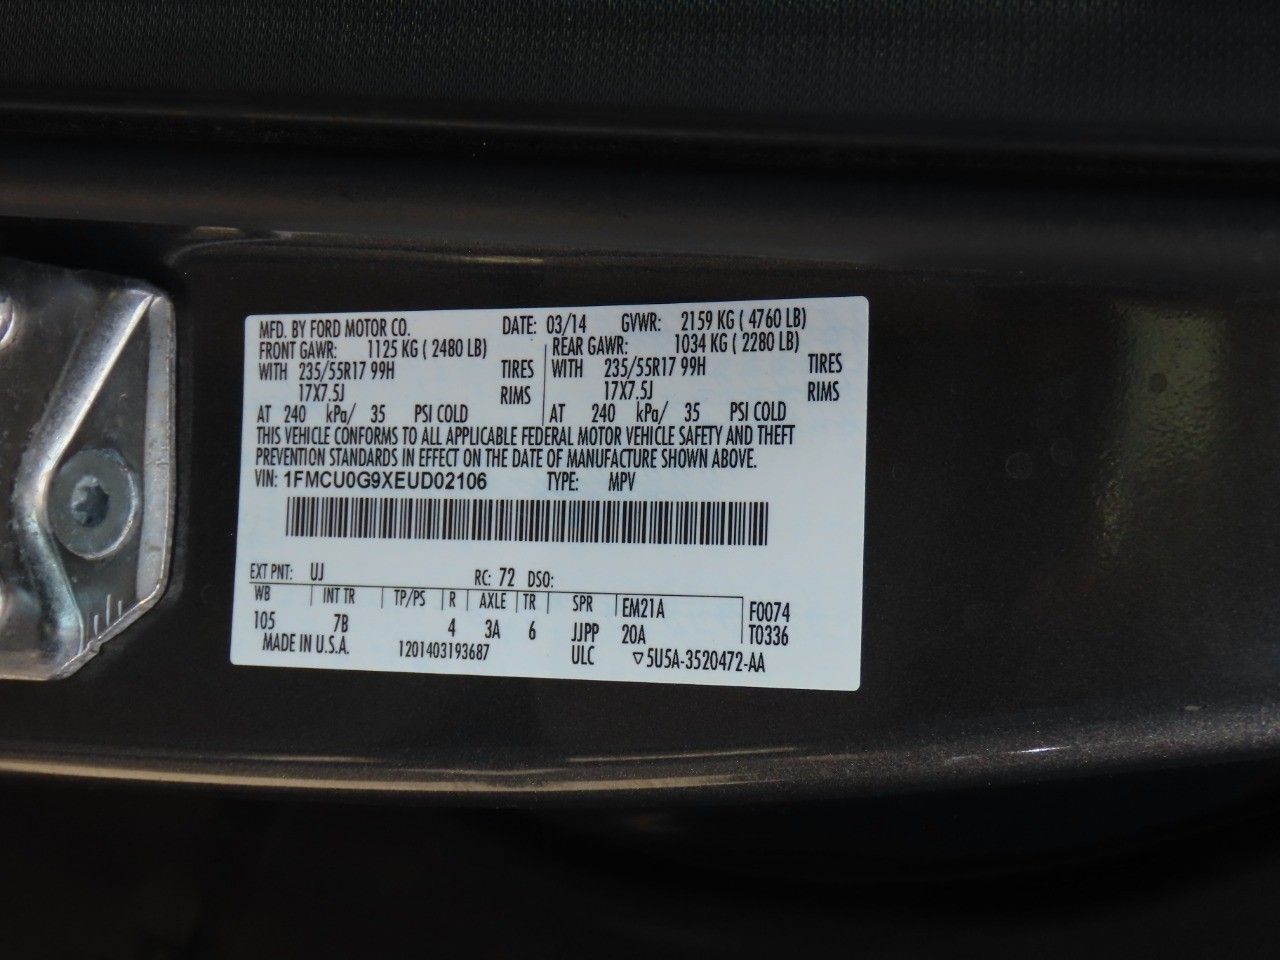 MFD. BY FORD MOTOR CO. DATE: 03/14 GVWR: 2159 KG ( 4760 LB)
FRONT GAWR: 1125 KG ( 2480 LB) REAR GAWR: 1034 KG ( 2280 LB)
WITH 235/55R17 99H TIRES WITH 235/55R17 99H TIRES
17X7.5J RIMS 17X7.5J RIMS
AT 240 kPa/ 35 PSI COLD AT 240 kPa/ 35 PSI COLD
THIS VEHICLE CONFORMS TO ALL APPLICABLE FEDERAL MOTOR VEHICLE SAFETY AND THEFT
PREVENTION STANDARDS IN EFFECT ON THE DATE OF MANUFACTURE SHOWN ABOVE.
VIN: 1FMCU0G9XEUD02106 TYPE: MPV
EXT PNT: UJ RC: 72 DSO:
WB INT TR TP/PS R AXLE TR SPR EM21A F0074
105 7B 4 3A 6 JJPP 20A T0336
MADE IN U.S.A. 1201403193687 ULC ▽5U5A-3520472-AA